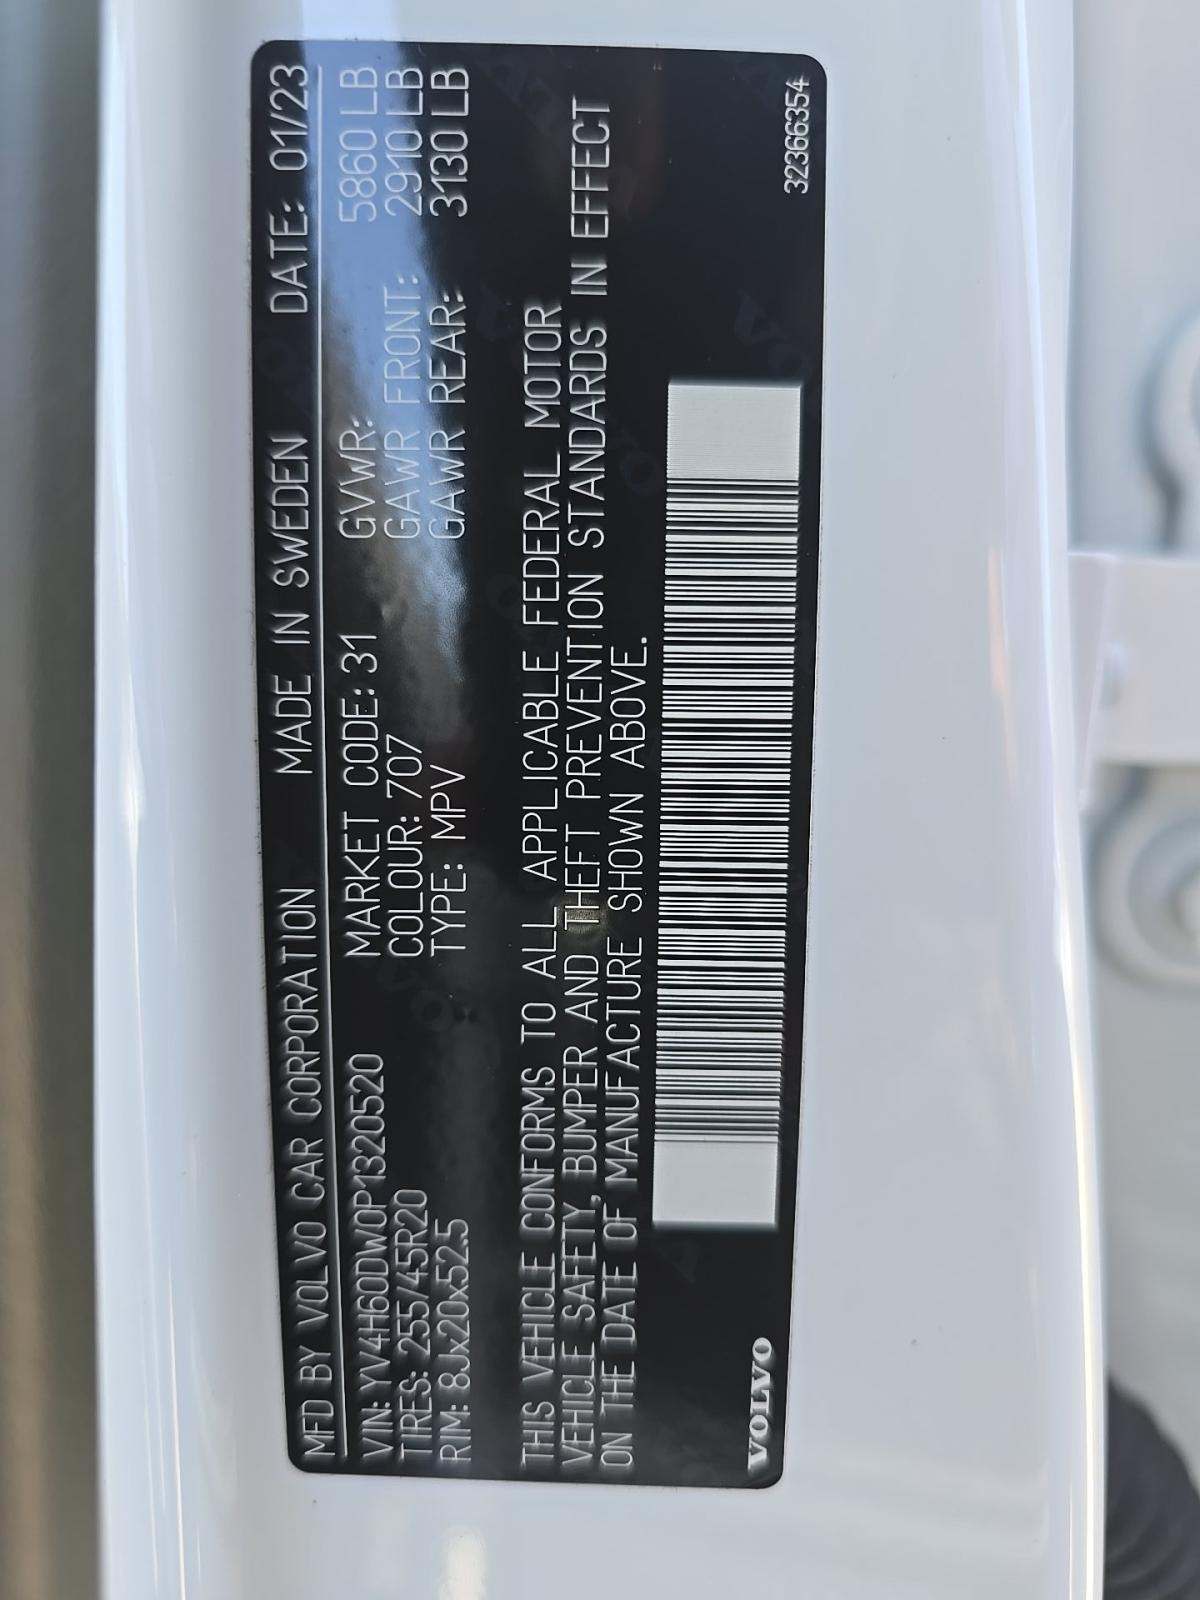 MFD BY VOLVO CAR CORPORATION MADE IN SWEDEN DATE: 01/23
VIN: YV4H60DW0P1320520 MARKET CODE: 31 GVWR: 5860 LB
TIRES: 255/45R20 COLOUR: 707 GAWR FRONT: 2910 LB
RIM: 8Jx20x52.5 TYPE: MPV GAWR REAR: 3130 LB
THIS VEHICLE CONFORMS TO ALL APPLICABLE FEDERAL MOTOR
VEHICLE SAFETY, BUMPER AND THEFT PREVENTION STANDARDS IN EFFECT
ON THE DATE OF MANUFACTURE SHOWN ABOVE.
VOLVO 32366354